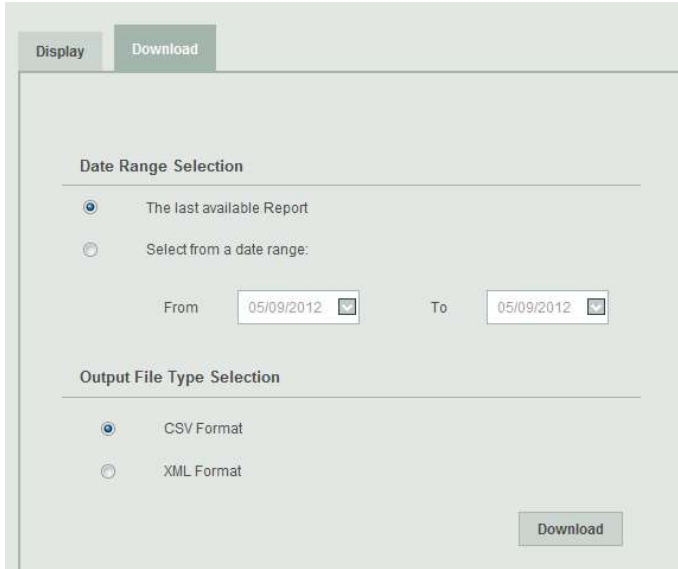 Display Download
Date Range Selection
The last available Report
Select from a date range:
From 05/09/2012 To 05/09/2012
Output File Type Selection
CSV Format
XML Format
Download